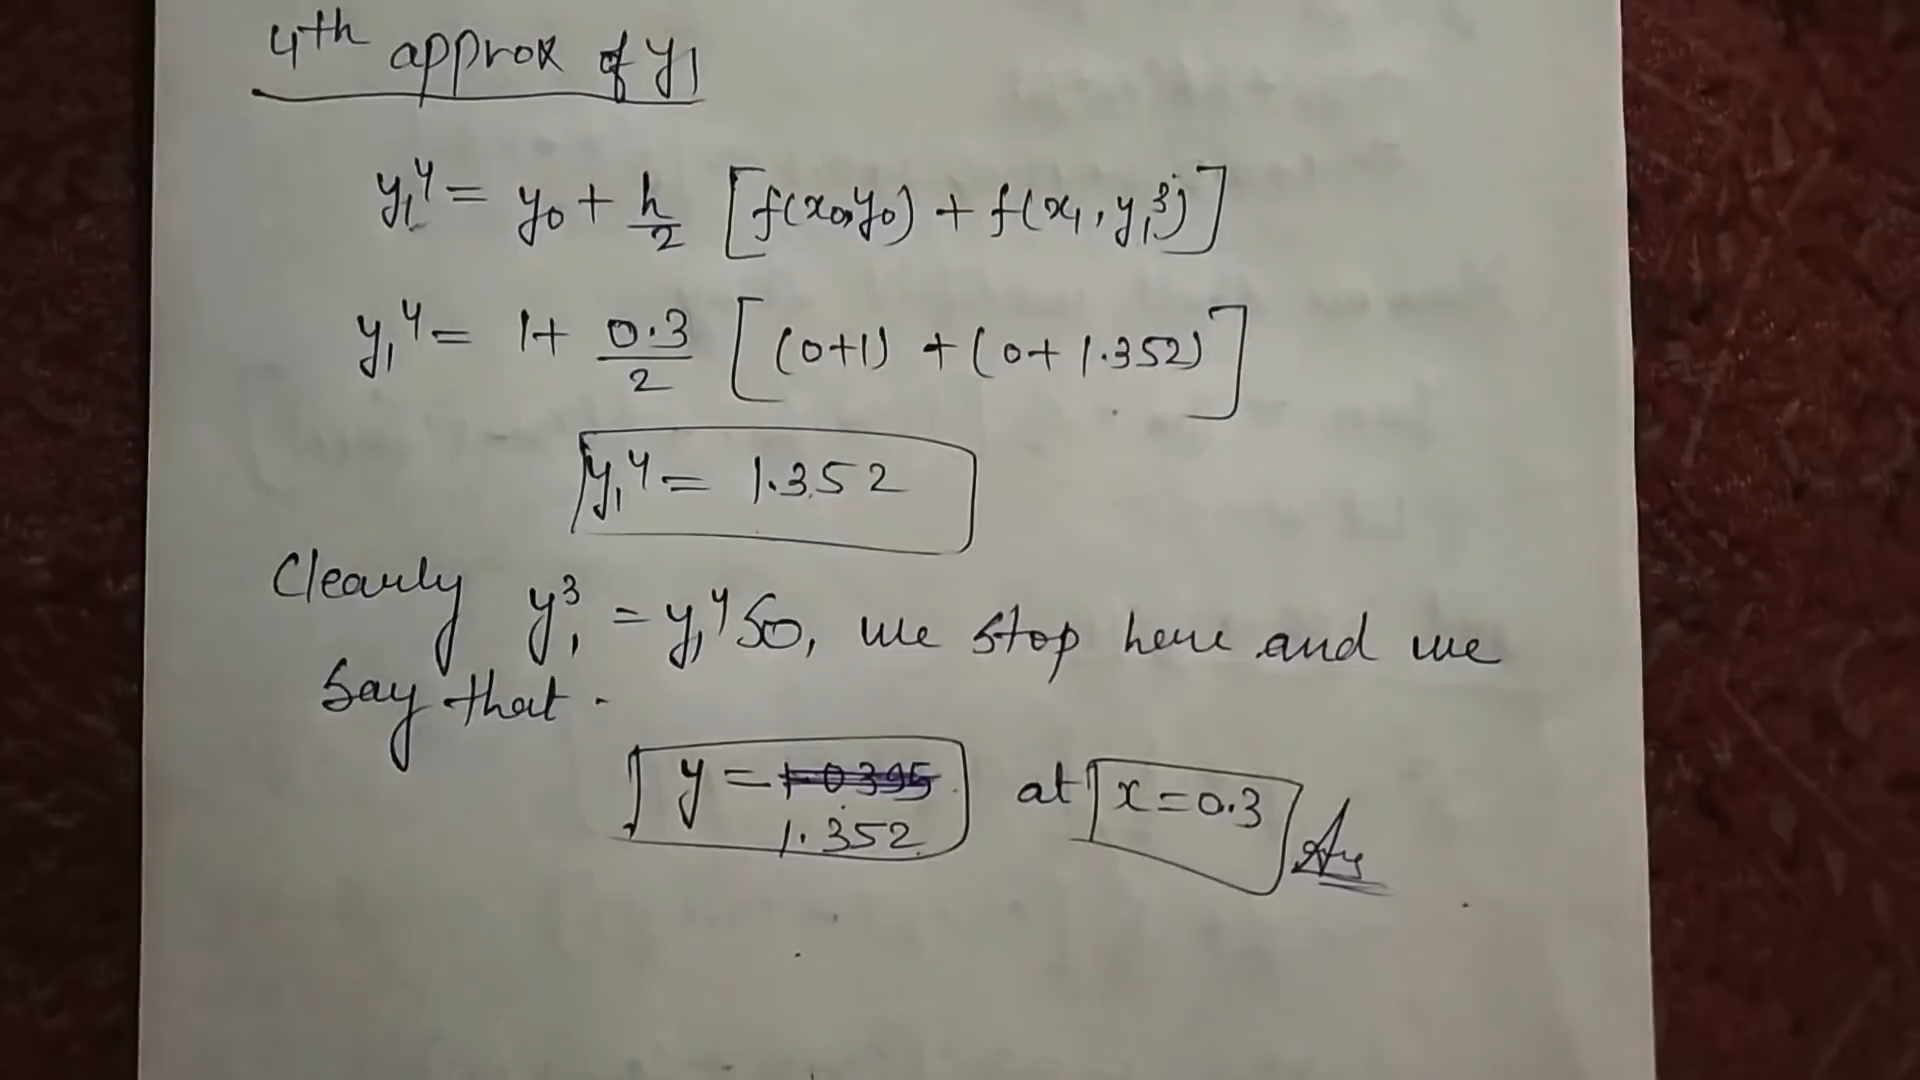 4th approx of y1
y1^4 = y0 + h/2 [f(x0,y0) + f(x1, y1^3)]
y1^4 = 1+ 0.3/2 [(0+1) + (0+ 1.352)]
y1^4 = 1.352
Clearly y1^3 = y1^4 So, we stop here and we
say that.
y = 1.0395 at x=0.3 Ans
1.352